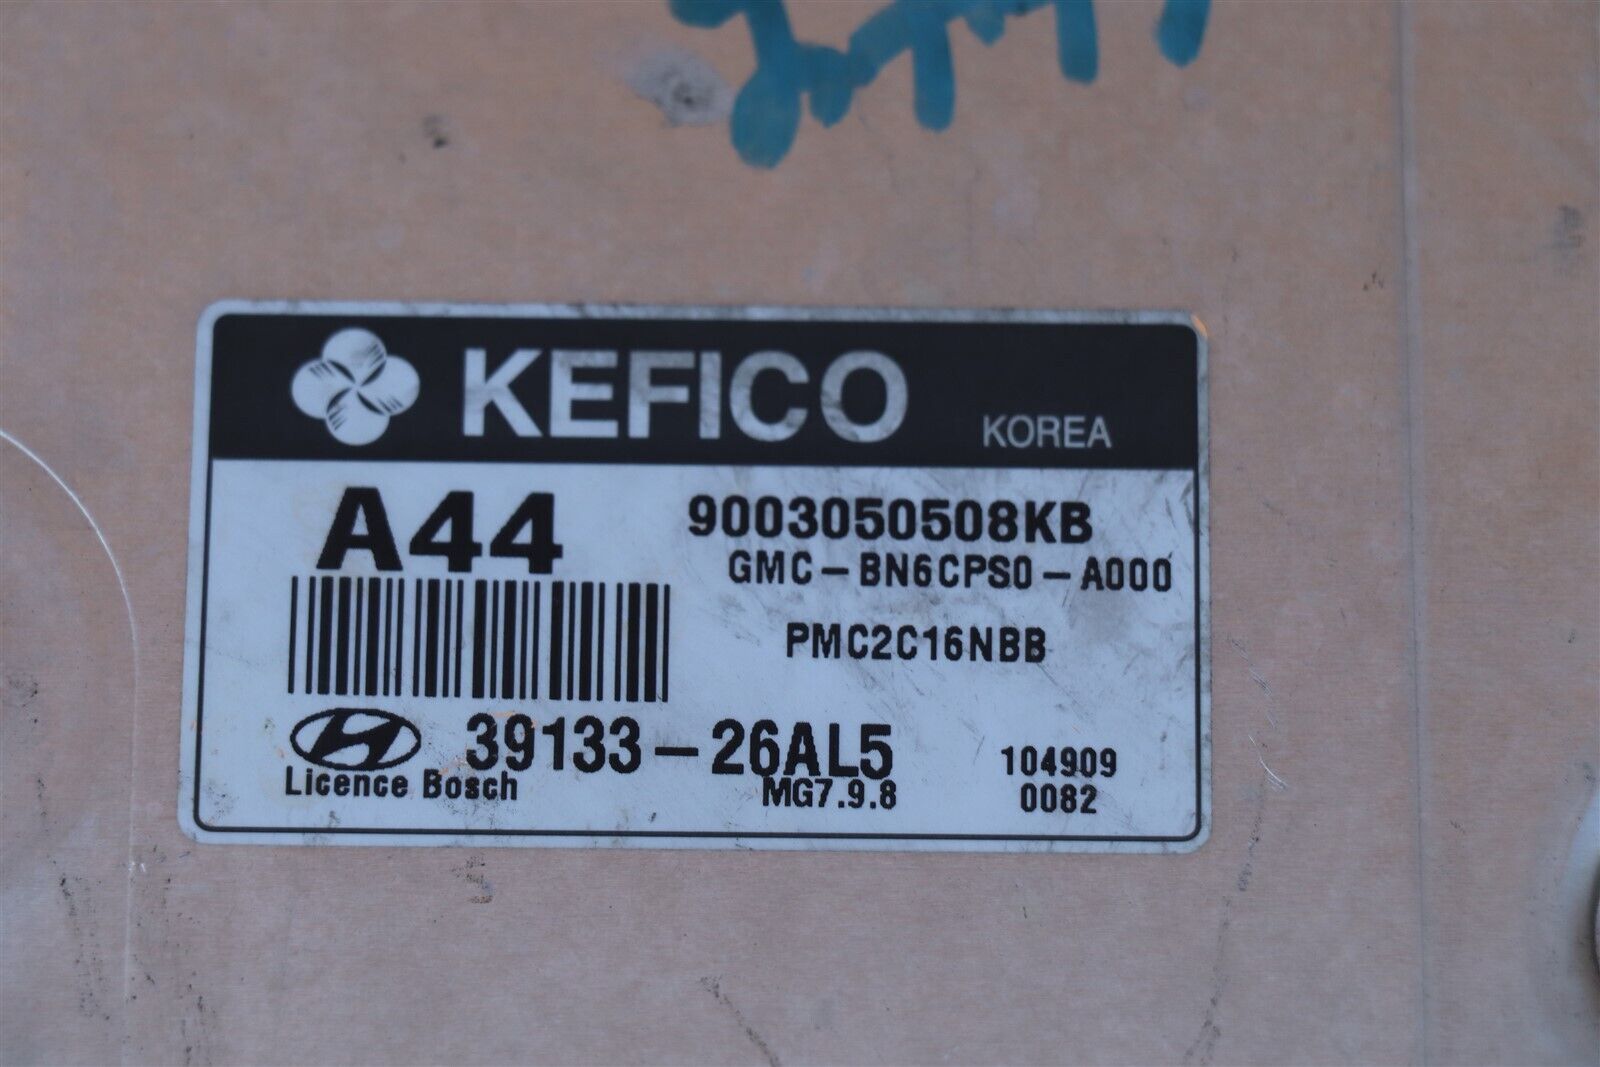 KEFICO KOREA
A44 9003050508KB
GMC-BN6CPS0-A000
PMC2C16NBB
39133-26AL5 104909
Licence Bosch MG7.9.8 0082